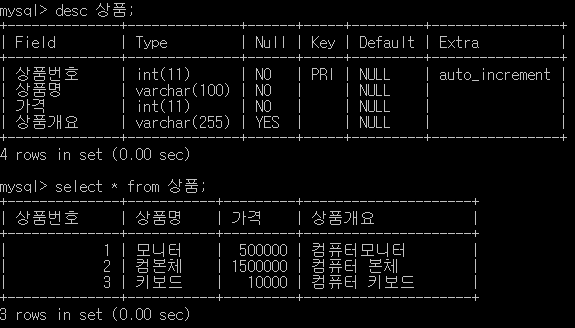 mysql> desc 상품;
+----------+--------------+------+-----+---------+----------------+
| Field | Type | Null | Key | Default | Extra |
+----------+--------------+------+-----+---------+----------------+
| 상품번호 | int(11) | NO | PRI | NULL | auto_increment |
| 상품명 | varchar(100) | NO | | NULL | |
| 가격 | int(11) | NO | | NULL | |
| 상품개요 | varchar(255) | YES | | NULL | |
+----------+--------------+------+-----+---------+----------------+
4 rows in set (0.00 sec)
mysql> select * from 상품;
+----------+--------+---------+---------------+
| 상품번호 | 상품명 | 가격 | 상품개요 |
+----------+--------+---------+---------------+
| 1 | 모니터 | 500000 | 컴퓨터모니터 |
| 2 | 컴본체 | 1500000 | 컴퓨터 본체 |
| 3 | 키보드 | 10000 | 컴퓨터 키보드 |
+----------+--------+---------+---------------+
3 rows in set (0.00 sec)